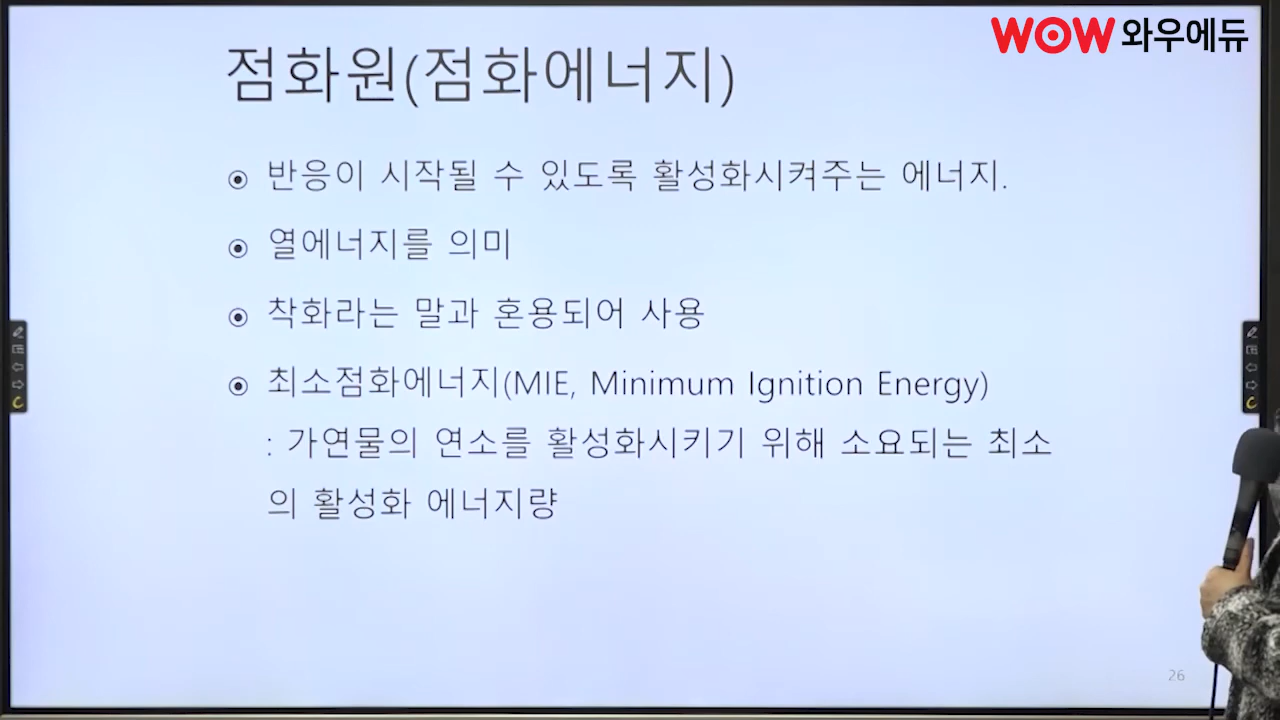 WOW 와우에듀
점화원(점화에너지)
반응이 시작될 수 있도록 활성화시켜주는 에너지.
열에너지를 의미
착화라는 말과 혼용되어 사용
최소점화에너지(MIE, Minimum Ignition Energy)
: 가연물의 연소를 활성화시키기 위해 소요되는 최소
의 활성화 에너지량
26